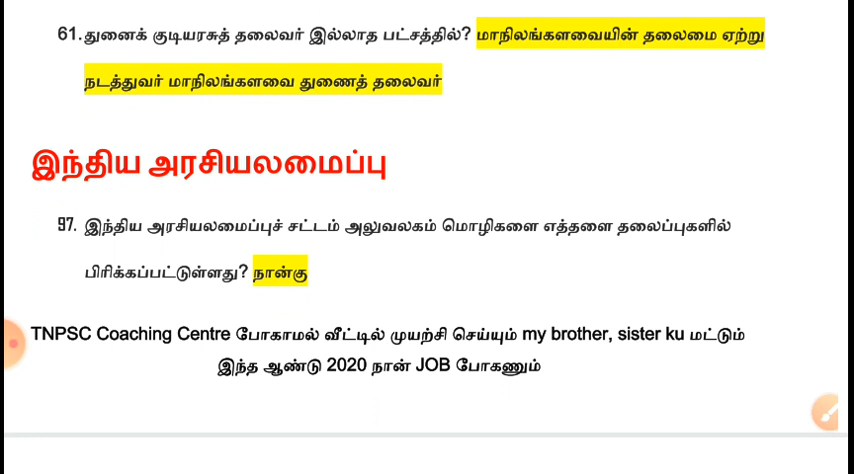 61.துனைக் குடியரசுத் தலைவர் இல்லாத பட்சத்தில்? மாநிலங்களவையின் தலைமை ஏற்று
நடத்துவர் மாநிலங்களவை துணைத் தலைவர்
இந்திய அரசியலமைப்பு
97. இந்திய அரசியலமைப்புச் சட்டம் அலுவலகம் மொழிகளை எத்தளை தலைப்புகளில்
பிரிக்கப்பட்டுள்ளது? நான்கு
TNPSC Coaching Centre போகாமல் வீட்டில் முயற்சி செய்யும் my brother, sister ku மட்டும்
இந்த ஆண்டு 2020 நான் JOB போகணும்